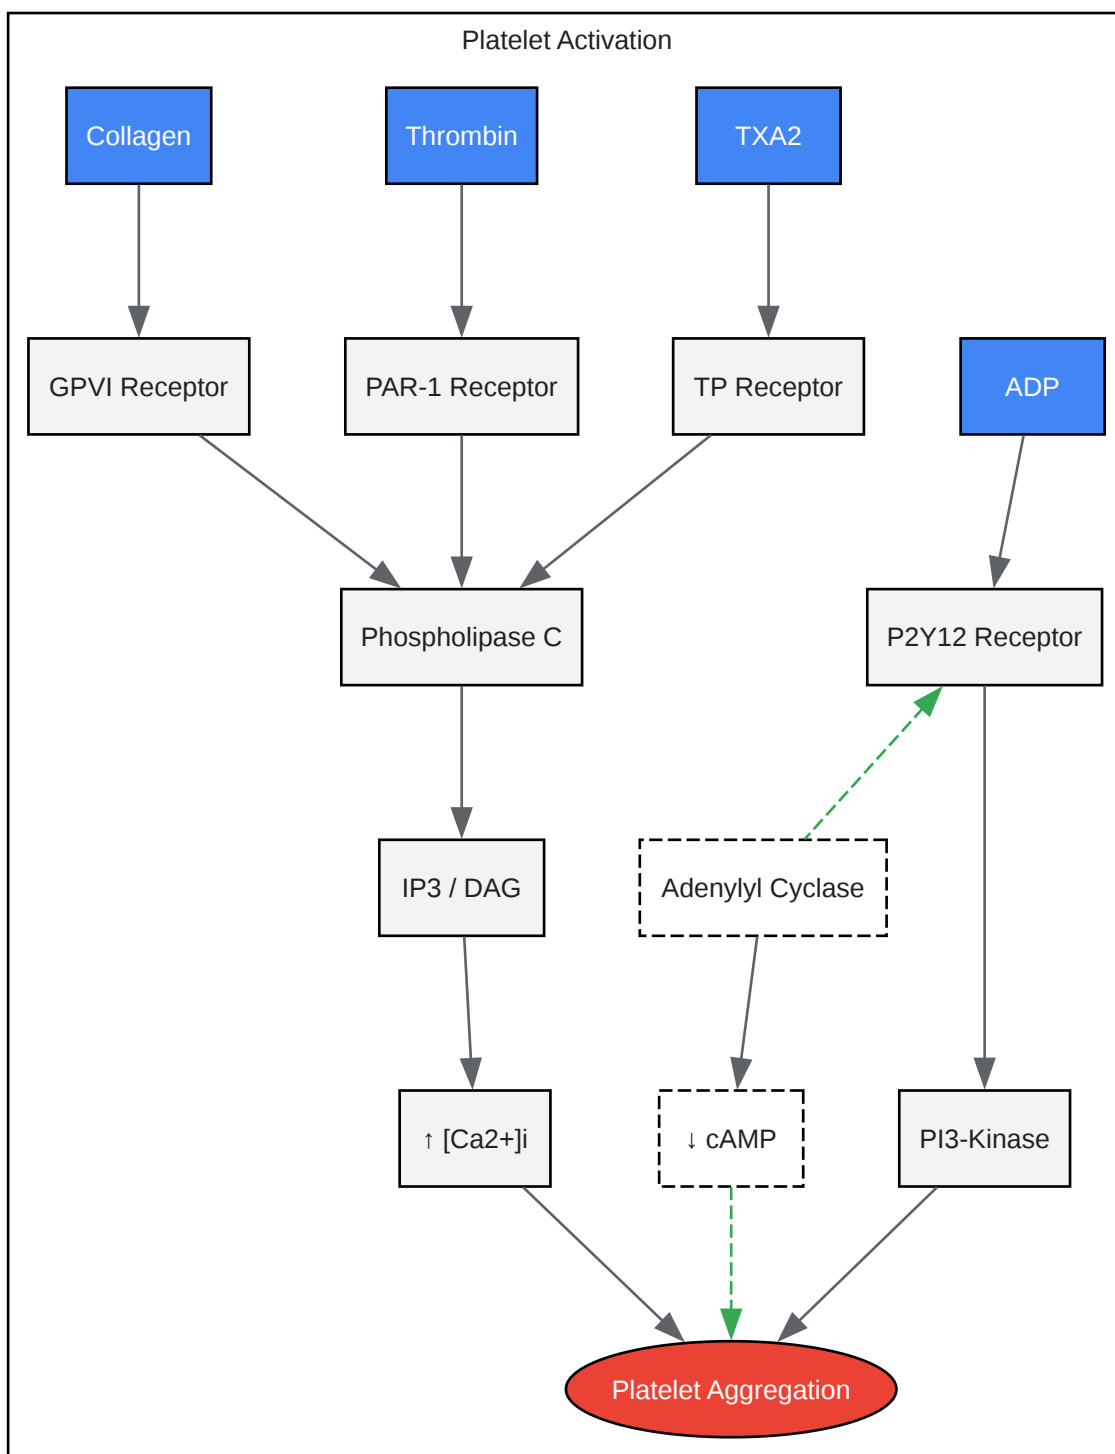 Platelet Activation
Collagen
Thrombin
TXA2
GPVI Receptor
PAR-1 Receptor
TP Receptor
ADP
Phospholipase C
P2Y12 Receptor
IP3 / DAG
Adenylyl Cyclase
↑ [Ca2+]i
↓ cAMP
PI3-Kinase
Platelet Aggregation